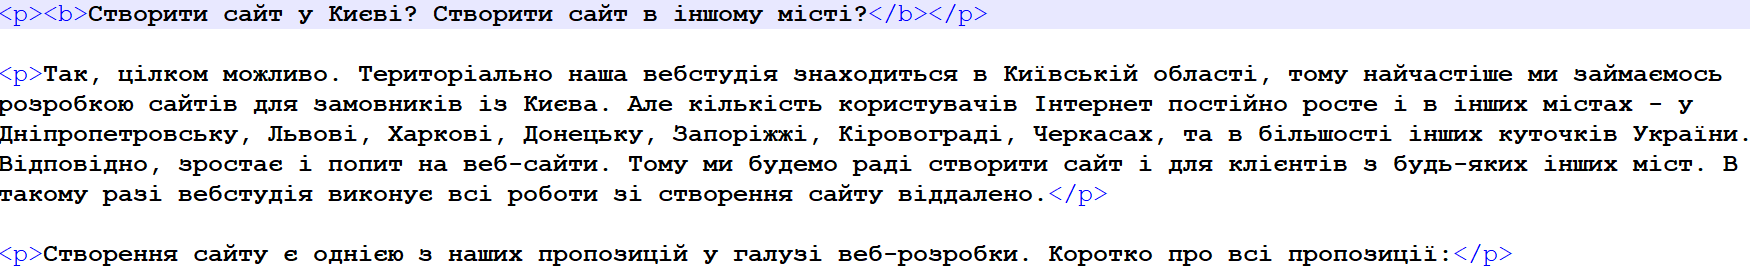 <p><b>Створити сайт у Києві? Створити сайт в іншому місті?</b></p>
<p>Так, цілком можливо. Територіально наша вебстудія знаходиться в Київській області, тому найчастіше ми займаємось
розробкою сайтів для замовників із Києва. Але кількість користувачів Інтернет постійно росте і в інших містах - у
Дніпропетровську, Львові, Харкові, Донецьку, Запоріжжі, Кіровограді, Черкасах, та в більшості інших куточків України.
Відповідно, зростає і попит на веб-сайти. Тому ми будемо раді створити сайт і для клієнтів з будь-яких інших міст. В
такому разі вебстудія виконує всі роботи зі створення сайту віддалено.</p>
<p>Створення сайту є однією з наших пропозицій у галузі веб-розробки. Коротко про всі пропозиції:</p>